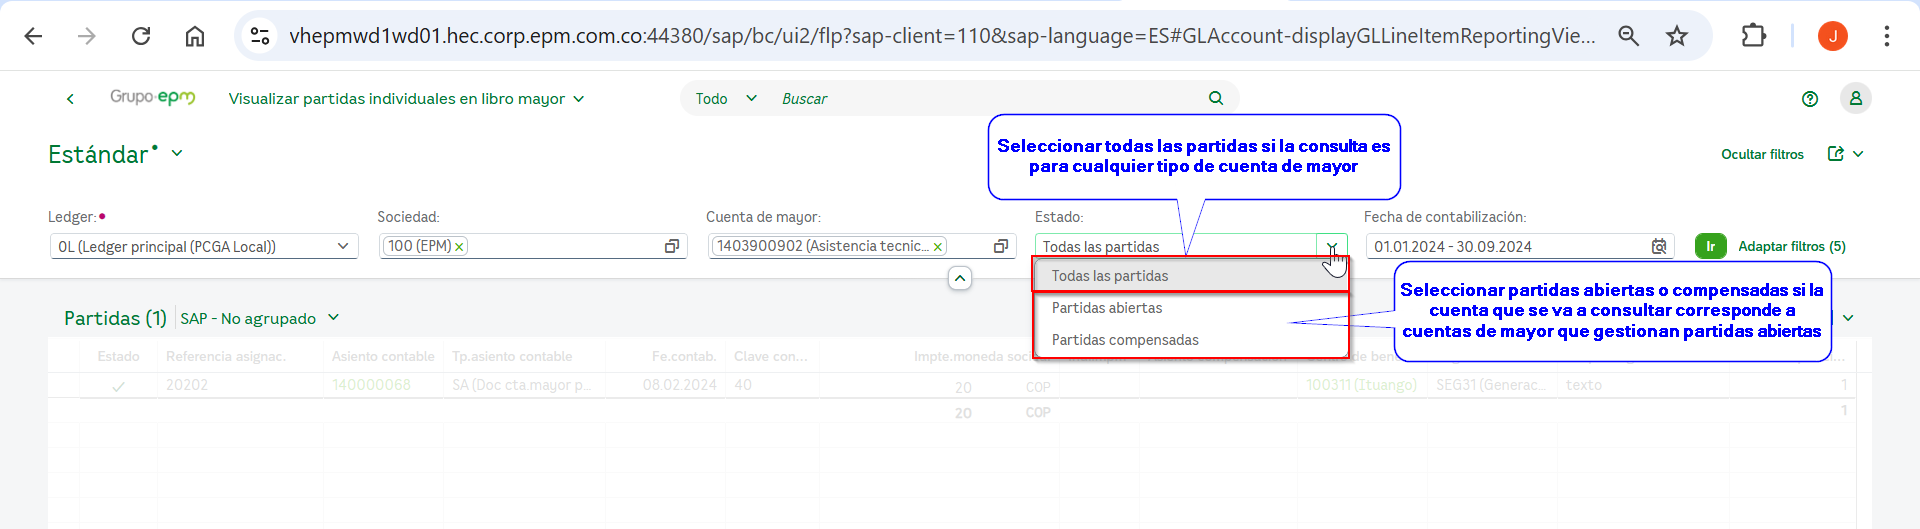 vhepmwd1wd01.hec.corp.epm.com.co:44380/sap/bc/ui2/flp?sap-client=110&sap-language=ES#GLAccount-displayGLLineItemReportingVie...
J
Grupo·epm
Visualizar partidas individuales en libro mayor
Todo
Buscar
Estándar*
Seleccionar todas las partidas si la consulta es
para cualquier tipo de cuenta de mayor
Ocultar filtros
Ledger:
Sociedad:
Cuenta de mayor:
Estado:
Fecha de contabilización:
0L (Ledger principal (PCGA Local))
100 (EPM)
1403900902 (Asistencia tecnic...
Todas las partidas
01.01.2024 - 30.09.2024
Ir
Adaptar filtros (5)
Todas las partidas
Partidas abiertas
Partidas compensadas
Seleccionar partidas abiertas o compensadas si la
cuenta que se va a consultar corresponde a
cuentas de mayor que gestionan partidas abiertas
Partidas (1)
SAP - No agrupado
Estado
Referencia asignac.
Asiento contable
Tp.asiento contable
Fe.contab.
Clave con...
Impte.moneda soc
20202
140000068
SA (Doc cta.mayor p...
08.02.2024
40
20
COP
100311 (Ituango)
SEG31 (Generac...
texto
1
20
COP
1